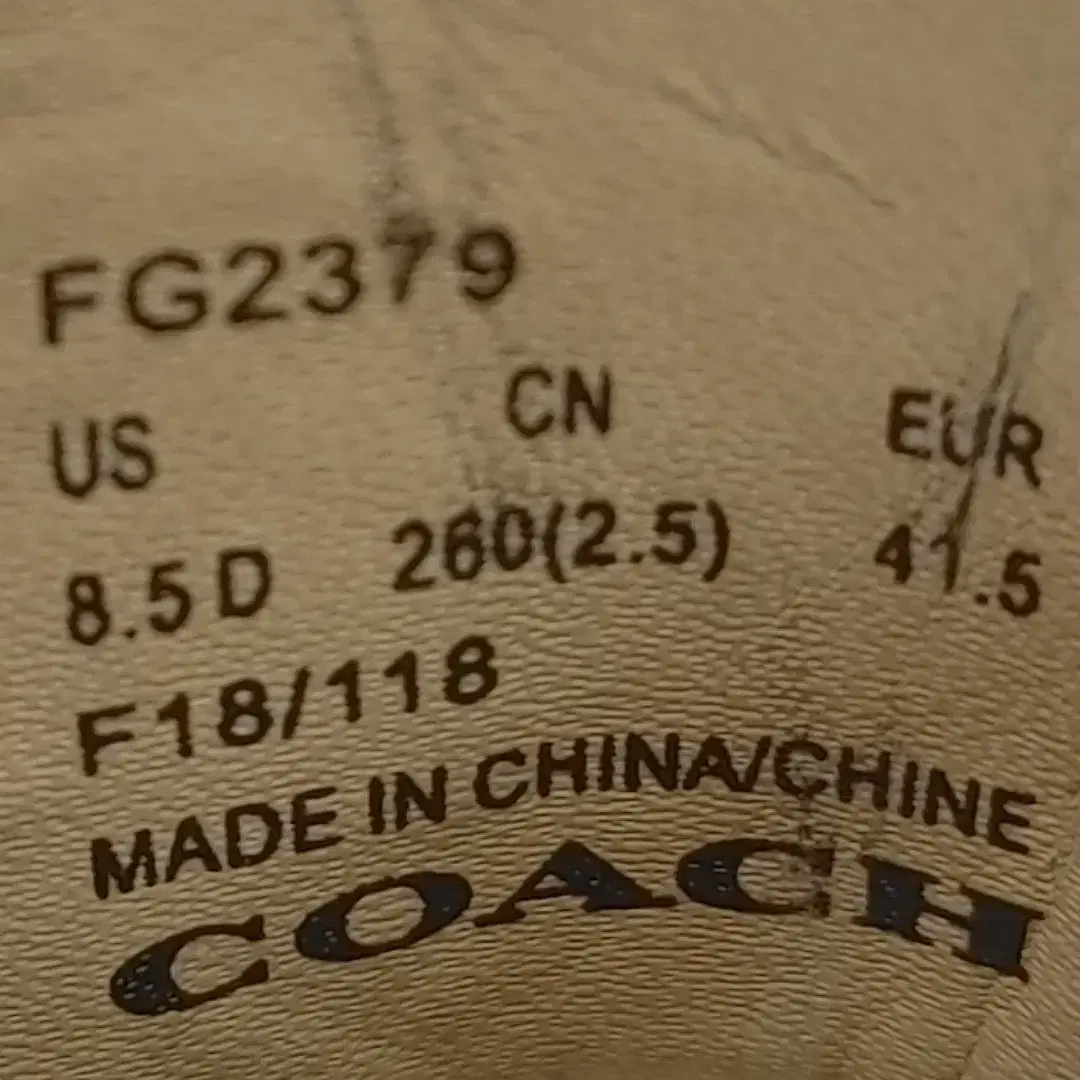 FG2379
US CN EUR
8.5 D 260(2.5) 41.5
F18/118
MADE IN CHINA/CHINE
COACH